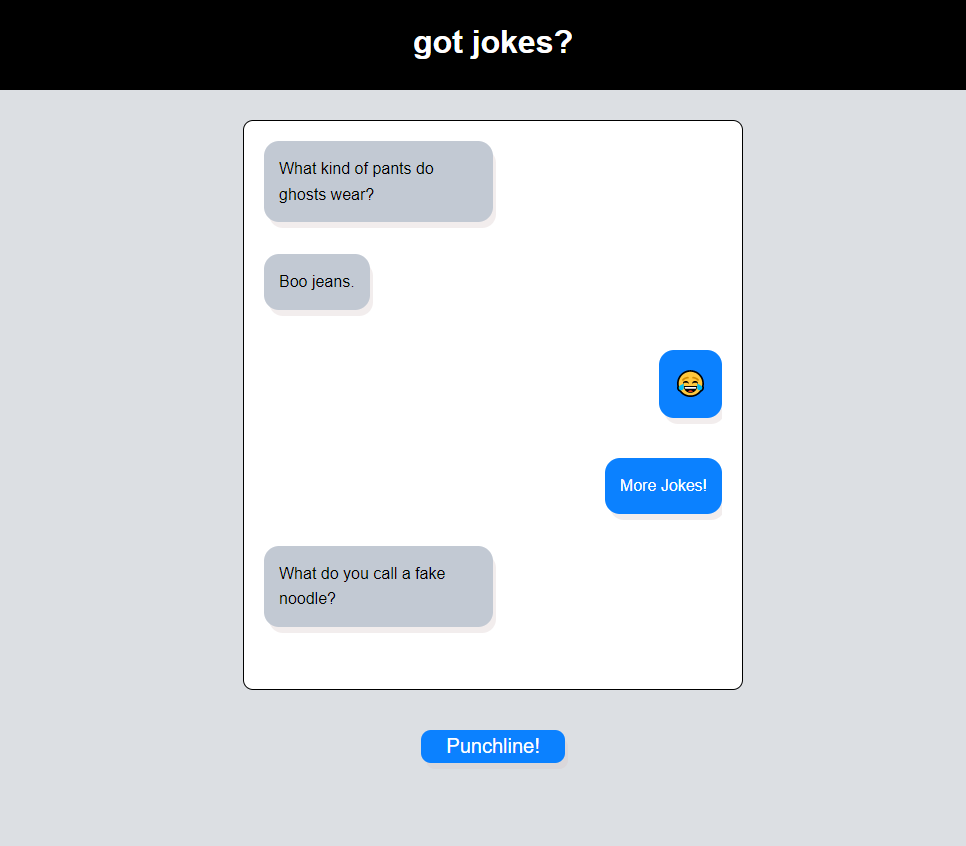 got jokes?
What kind of pants do
ghosts wear?
Boo jeans.
😂
More Jokes!
What do you call a fake
noodle?
Punchline!